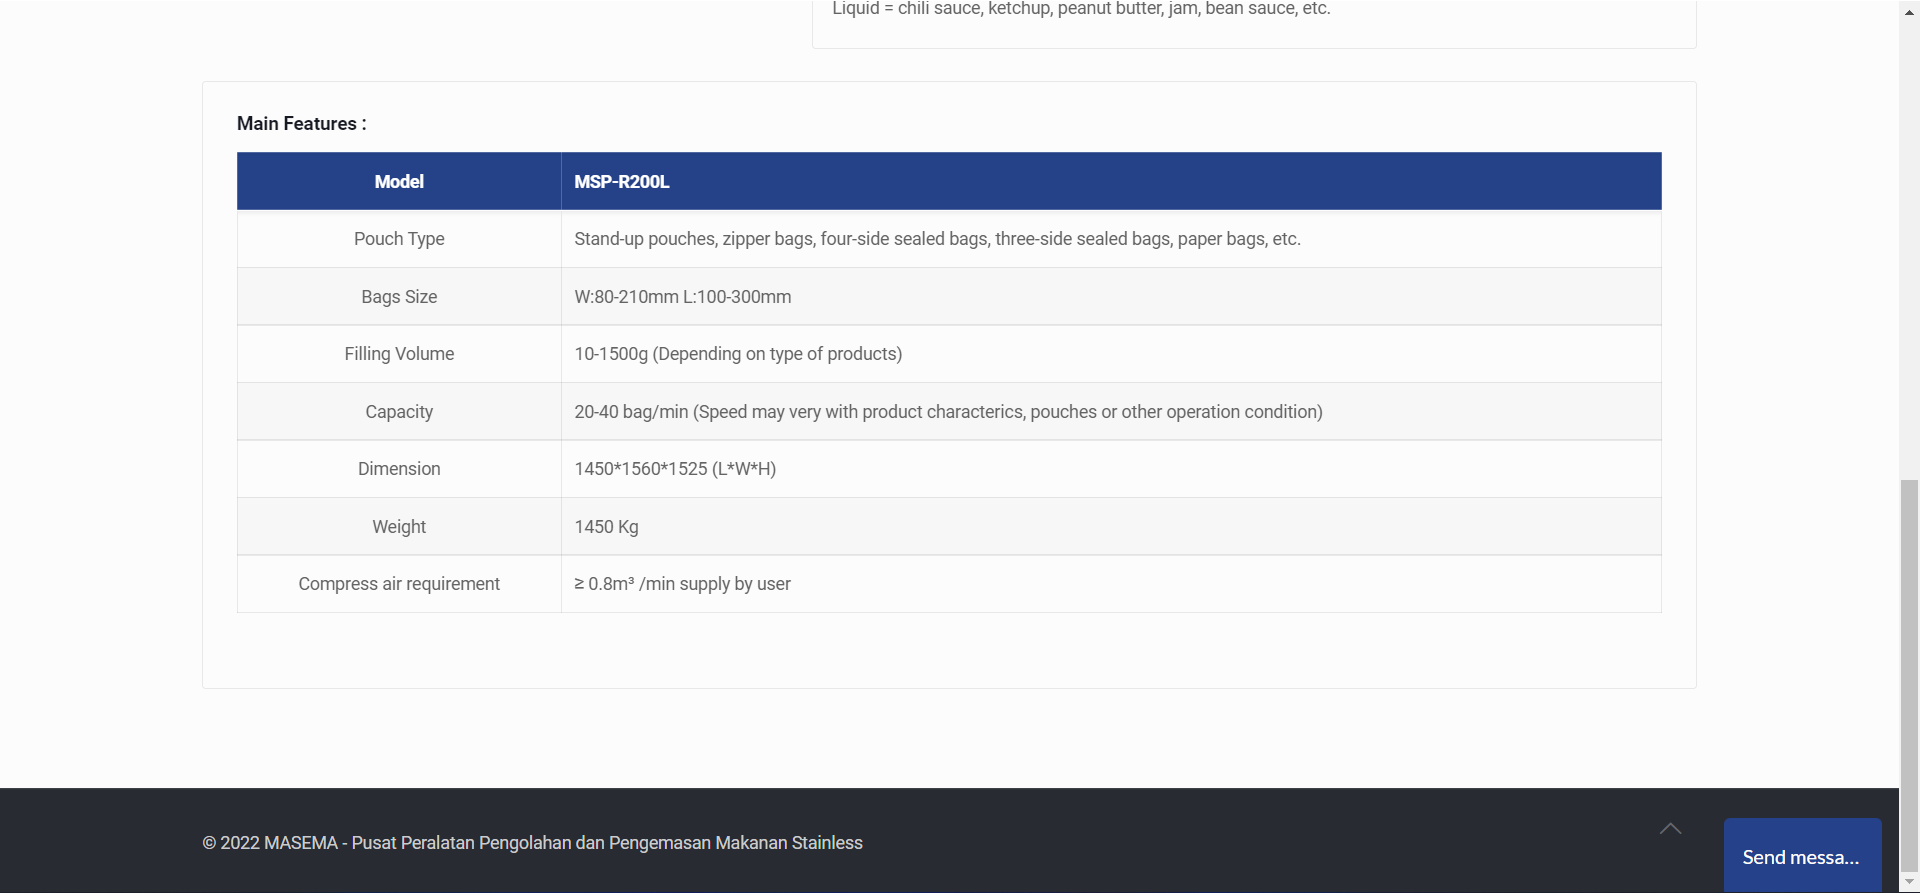 Liquid = chili sauce, ketchup, peanut butter, jam, bean sauce, etc.
Main Features :
Model MSP-R200L
Pouch Type Stand-up pouches, zipper bags, four-side sealed bags, three-side sealed bags, paper bags, etc.
Bags Size W:80-210mm L:100-300mm
Filling Volume 10-1500g (Depending on type of products)
Capacity 20-40 bag/min (Speed may very with product characterics, pouches or other operation condition)
Dimension 1450*1560*1525 (L*W*H)
Weight 1450 Kg
Compress air requirement ≥ 0.8m³ /min supply by user
© 2022 MASEMA - Pusat Peralatan Pengolahan dan Pengemasan Makanan Stainless
Send messa...